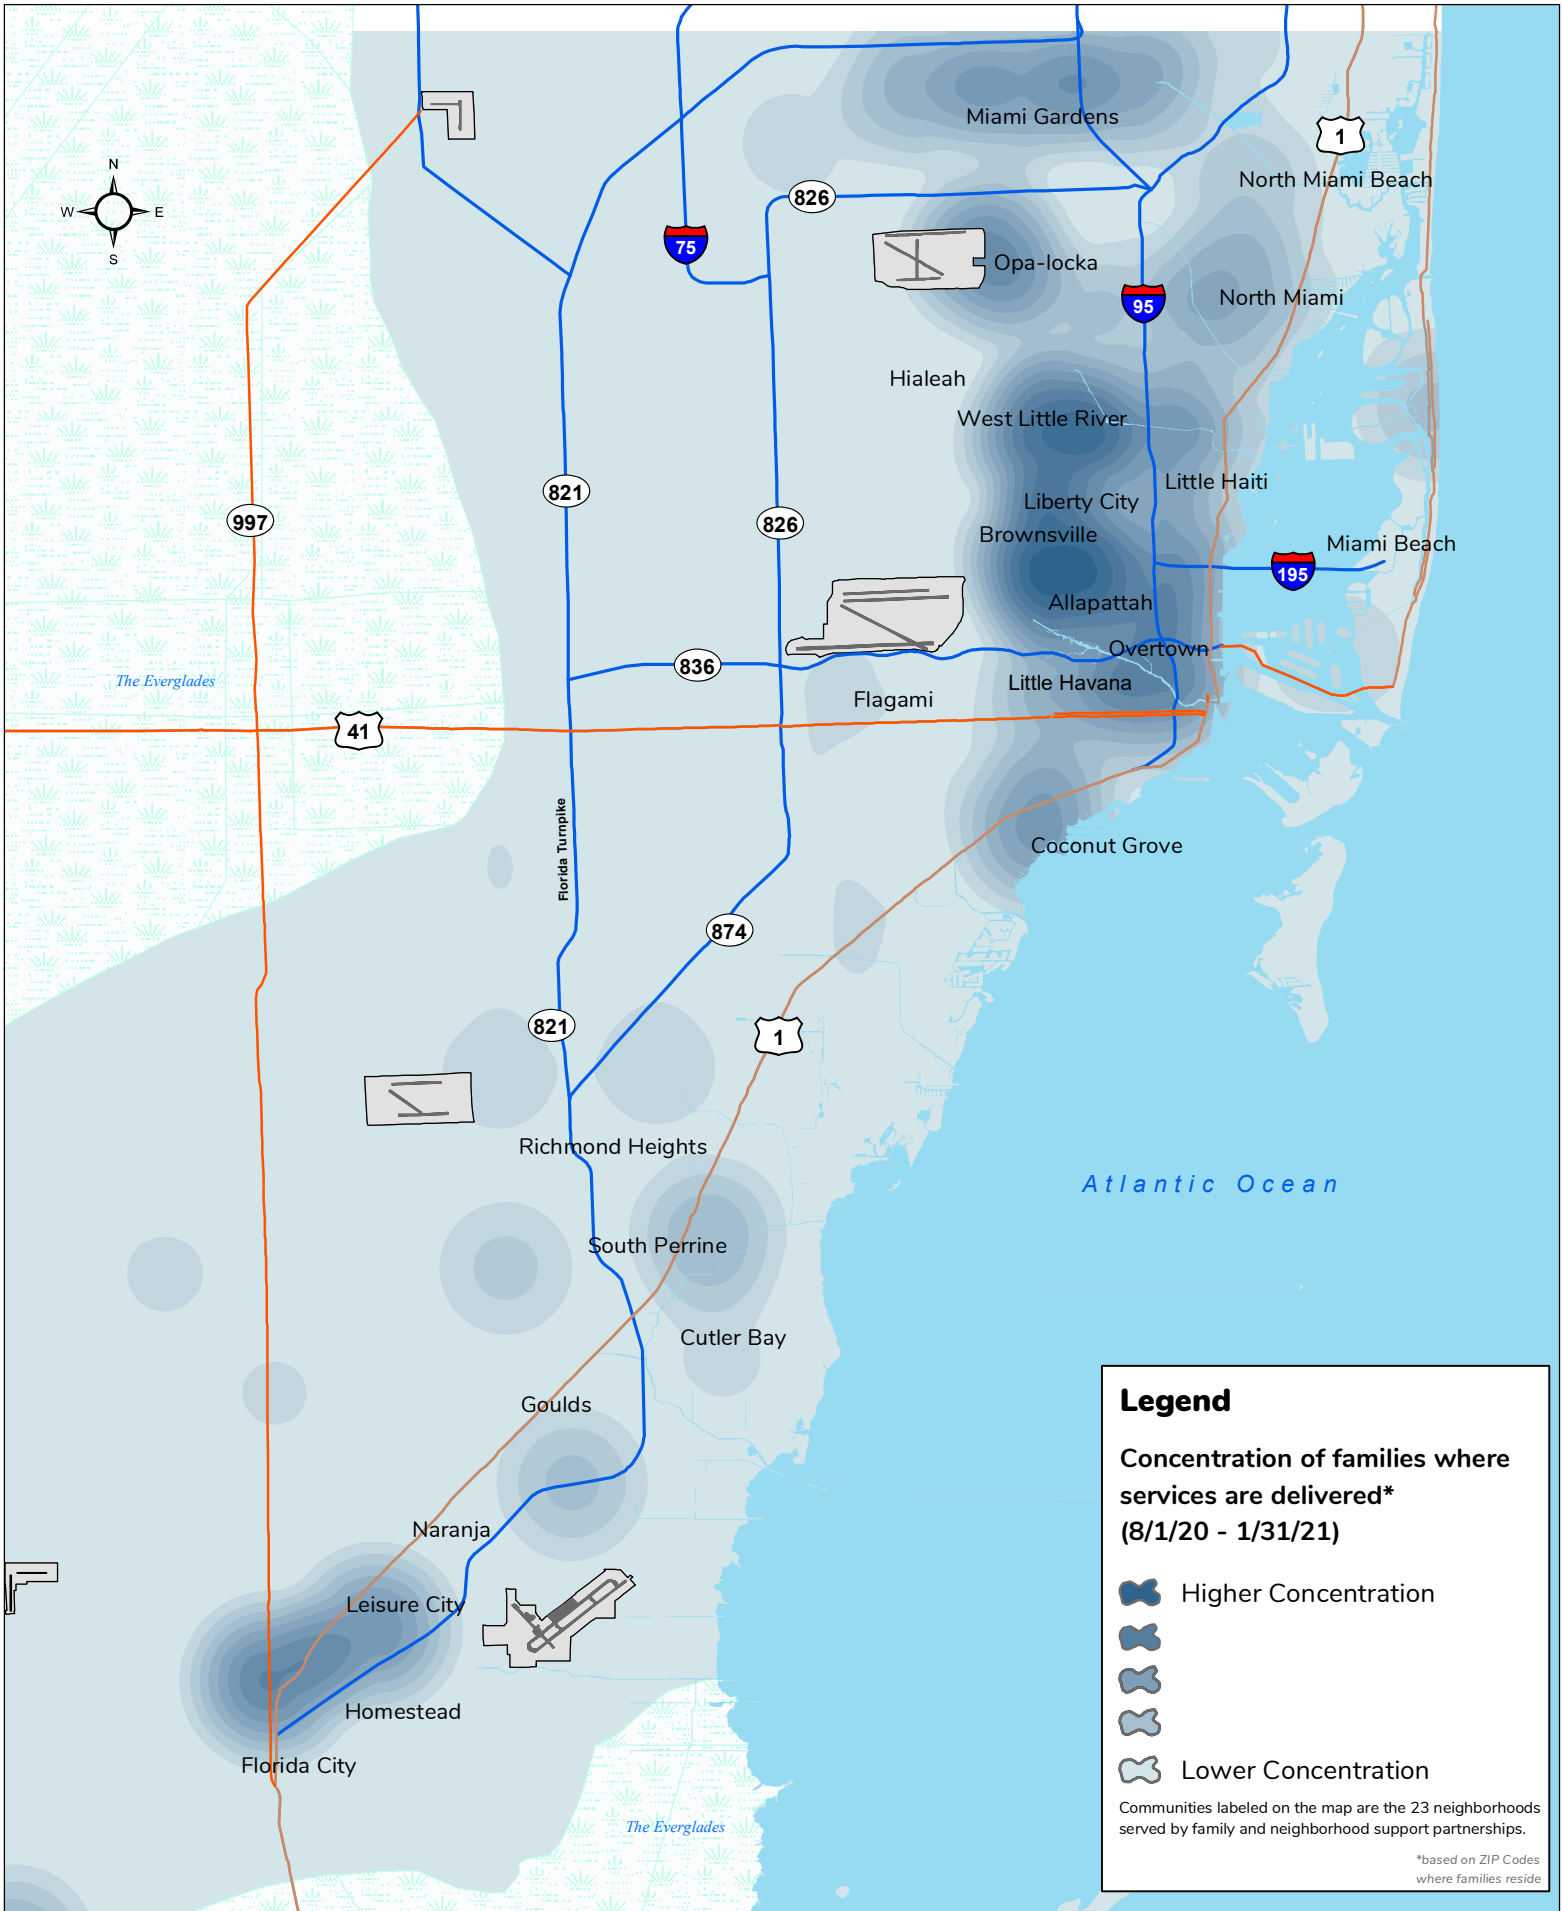 Miami Gardens
1
N
W
E
S
North Miami Beach
826
75
Opa-locka
North Miami
95
Hialeah
West Little River
Little Haiti
821
Liberty City
997
826
Brownsville
Miami Beach
195
Allapattah
Overtown
836
The Everglades
Little Havana
Flagami
41
Florida Turnpike
Coconut Grove
874
821
1
Richmond Heights
Atlantic Ocean
South Perrine
Cutler Bay
Goulds
Naranja
Leisure City
Homestead
Florida City
The Everglades
Legend
Concentration of families where
services are delivered*
(8/1/20 - 1/31/21)
Higher Concentration
Lower Concentration
Communities labeled on the map are the 23 neighborhoods
served by family and neighborhood support partnerships.
*based on ZIP Codes
where families reside